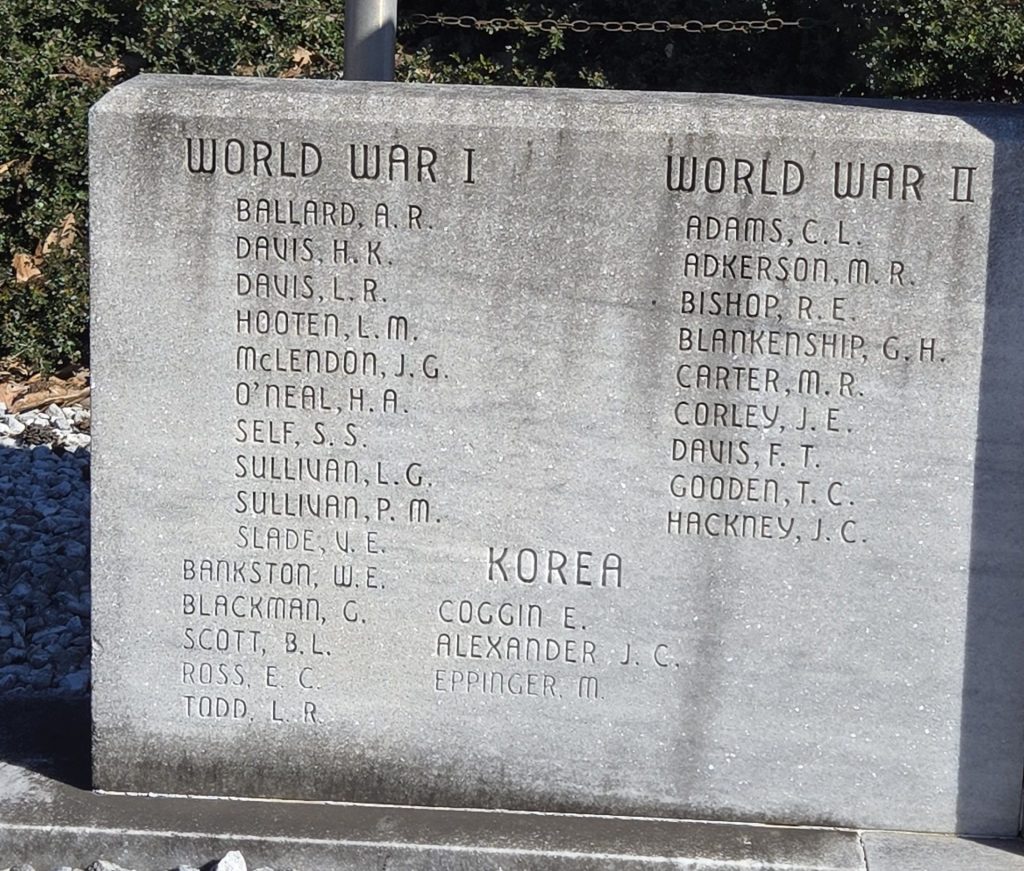 WORLD WAR I
BALLARD, A. R.
DAVIS, H. K.
DAVIS, L. R.
HOOTEN, L. M.
McLENDON, J. G.
O'NEAL, H. A.
SELF, S. S.
SULLIVAN, L. G.
SULLIVAN, P. M.
SLADE, V. E.
BANKSTON, W. E.
BLACKMAN, G.
SCOTT, B. L.
ROSS, E. C.
TODD, L. R.
KOREA
COGGIN E.
ALEXANDER J. C.
EPPINGER, M.
WORLD WAR II
ADAMS, C. L.
ADKERSON, M. R.
BISHOP, R. E.
BLANKENSHIP, G. H.
CARTER, M. R.
CORLEY, J. E.
DAVIS, F. T.
GOODEN, T. C.
HACKNEY, J. C.